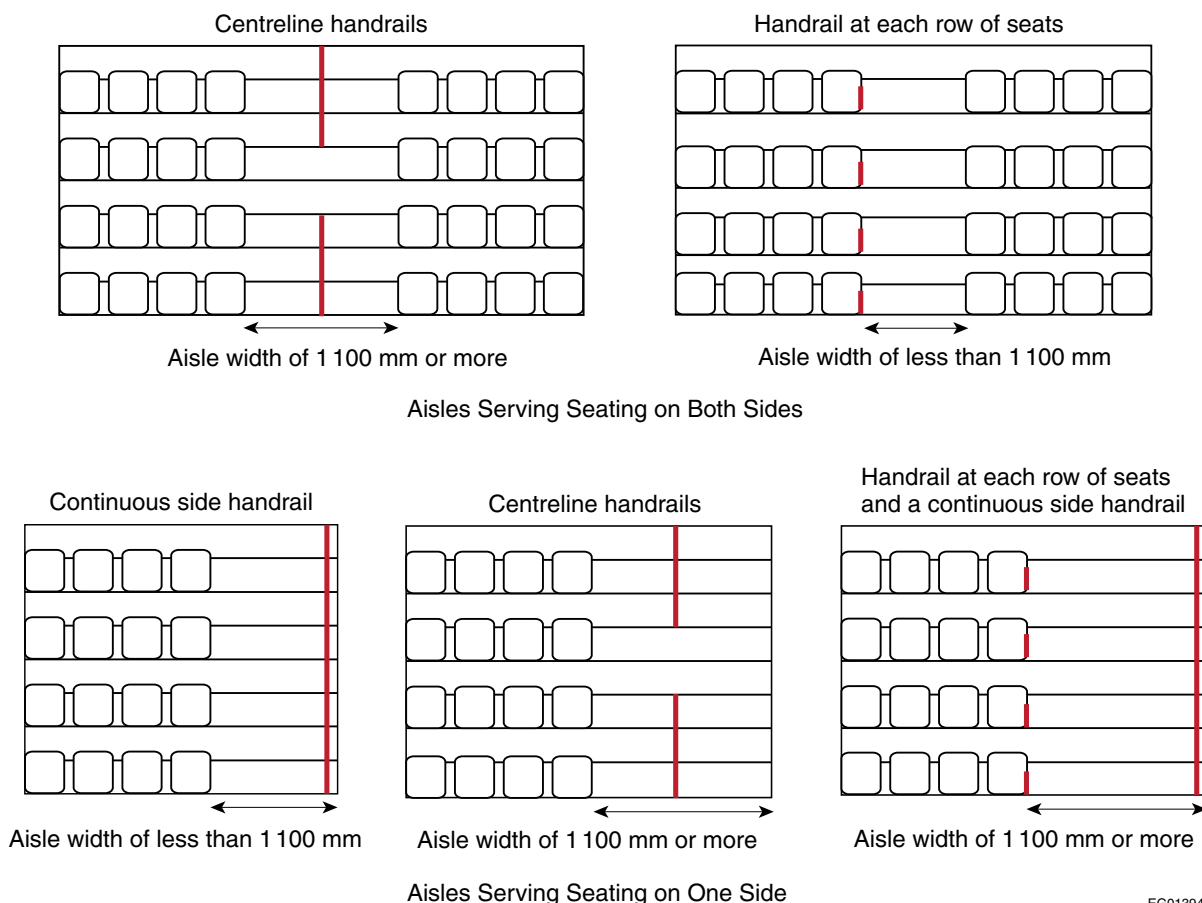 Centreline handrails
Handrail at each row of seats
Aisle width of 1 100 mm or more
Aisle width of less than 1 100 mm
Aisles Serving Seating on Both Sides
Continuous side handrail
Centreline handrails
Handrail at each row of seats
and a continuous side handrail
Aisle width of less than 1 100 mm
Aisle width of 1 100 mm or more
Aisle width of 1 100 mm or more
Aisles Serving Seating on One Side